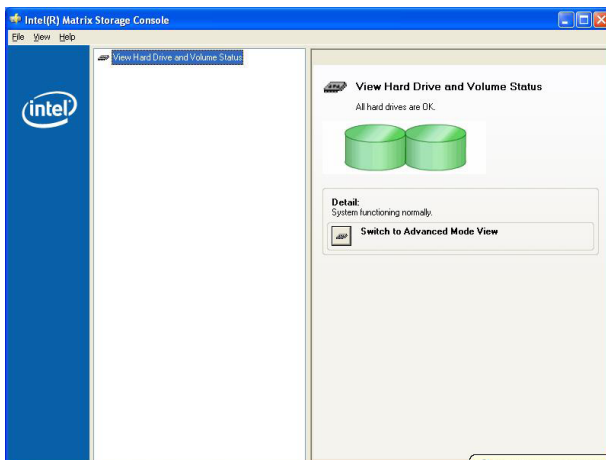 Intel(R) Matrix Storage Console
File View Help
View Hard Drive and Volume Status
intel
View Hard Drive and Volume Status
All hard drives are OK.
Detail:
System functioning normally.
Switch to Advanced Mode View